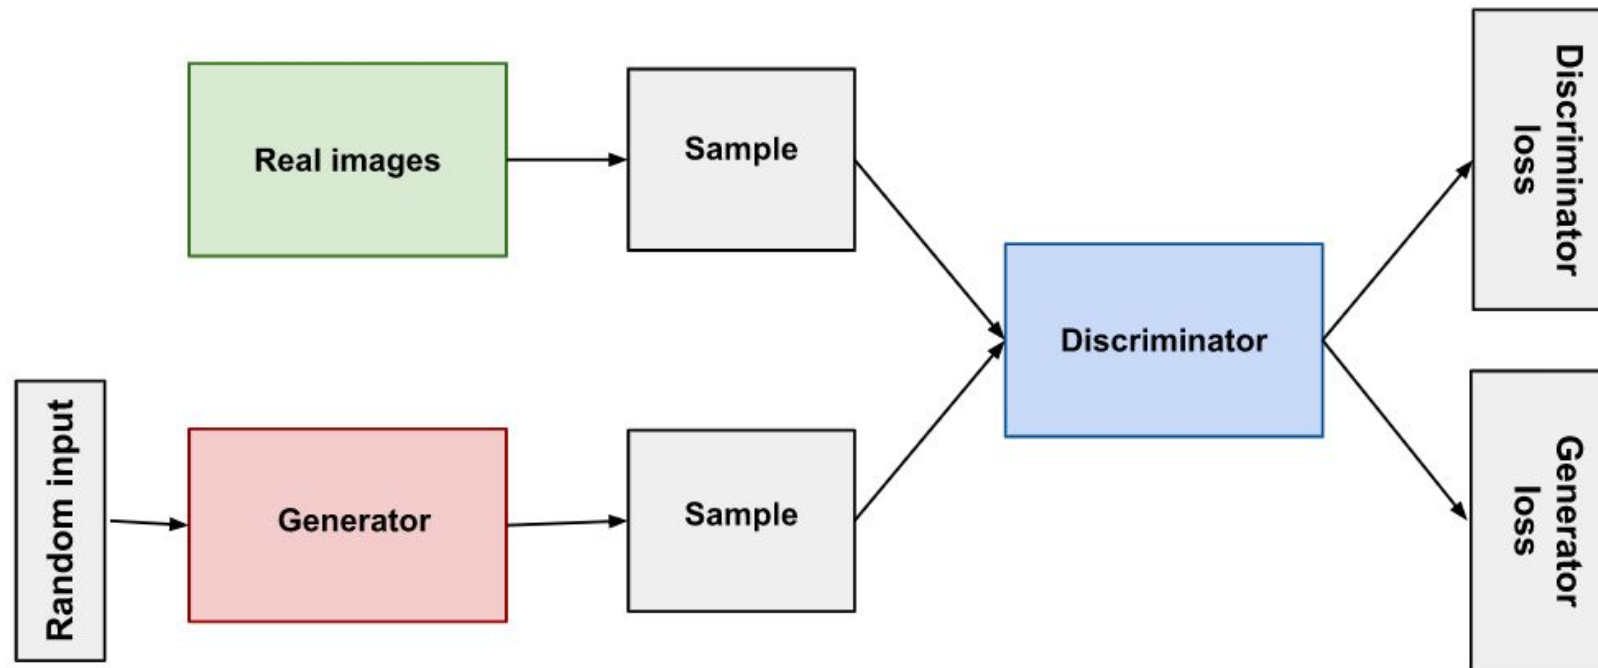 Real images
Sample
Discriminator
loss
Discriminator
Random input
Generator
Sample
Generator
loss